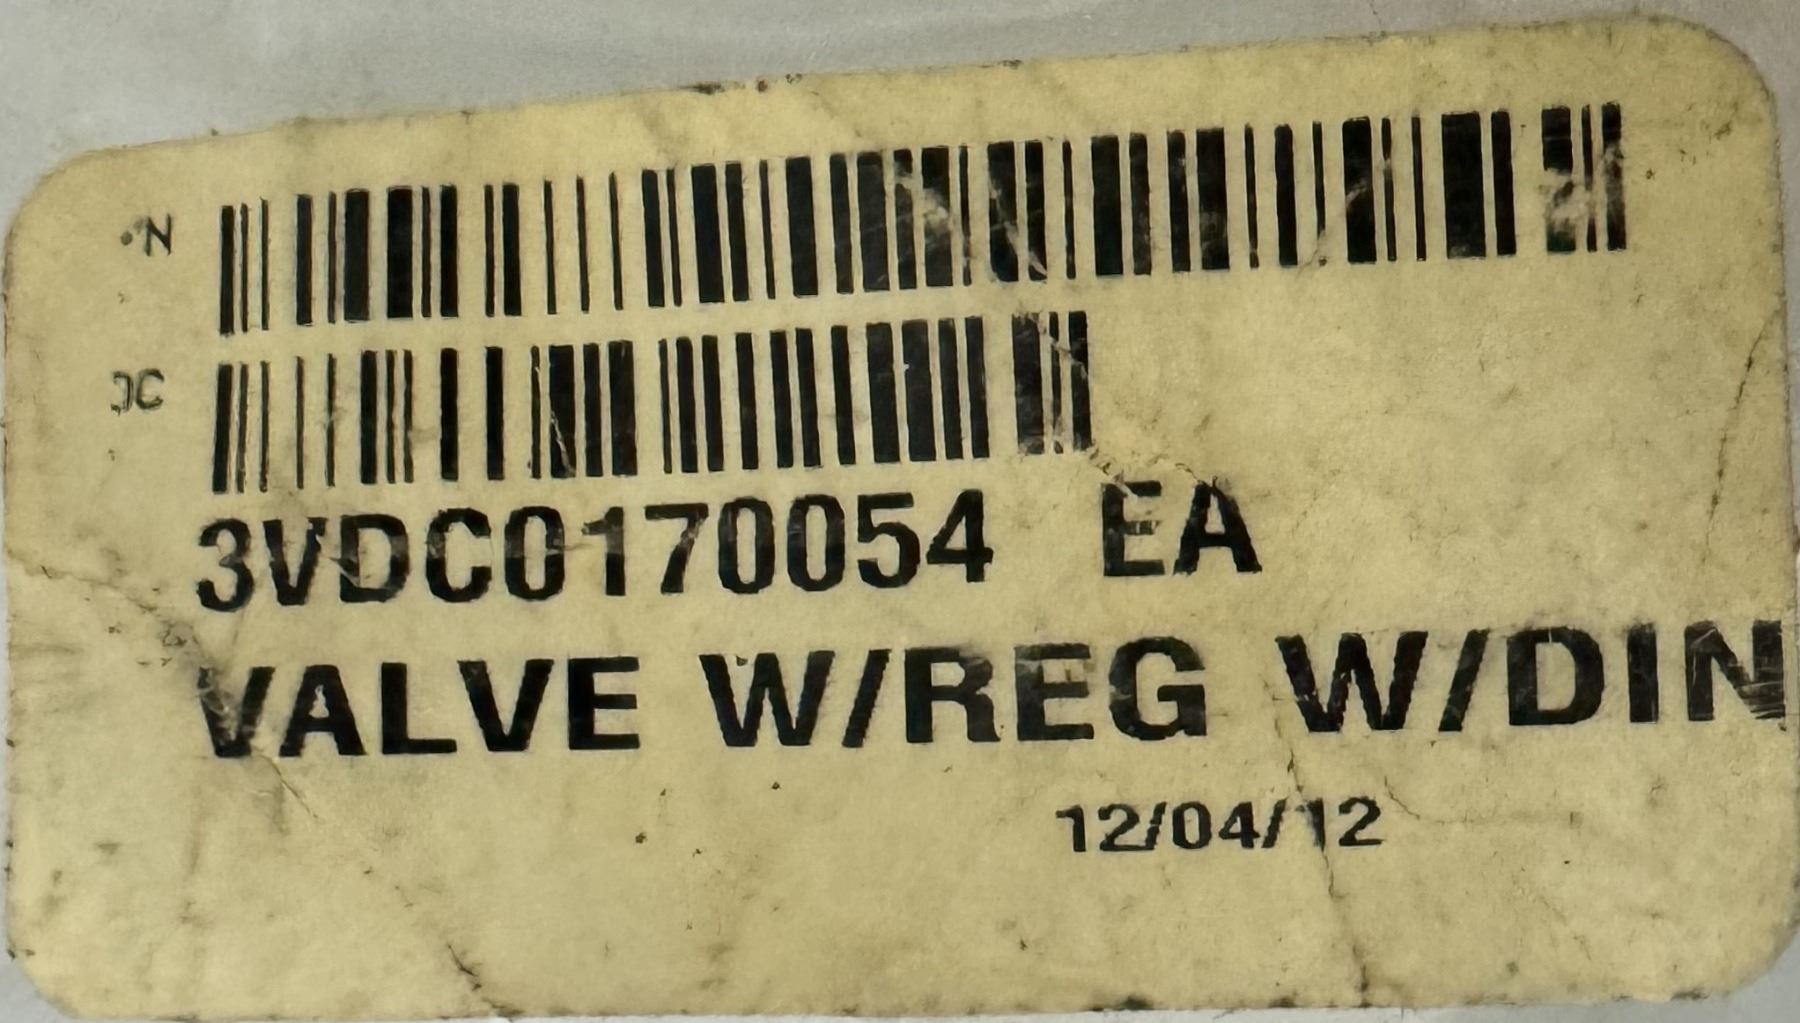 3VDC0170054 EA
VALVE W/REG W/DIN
12/04/12